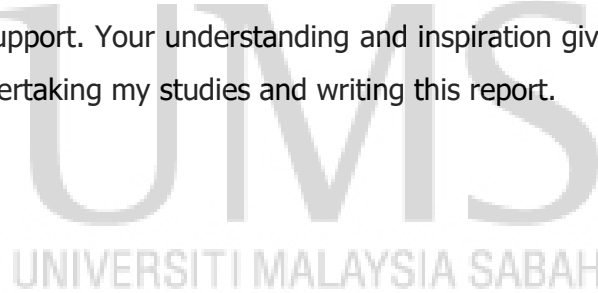 upport. Your understanding and inspiration giv
ertaking my studies and writing this report.
UMS
UNIVERSITI MALAYSIA SABAH